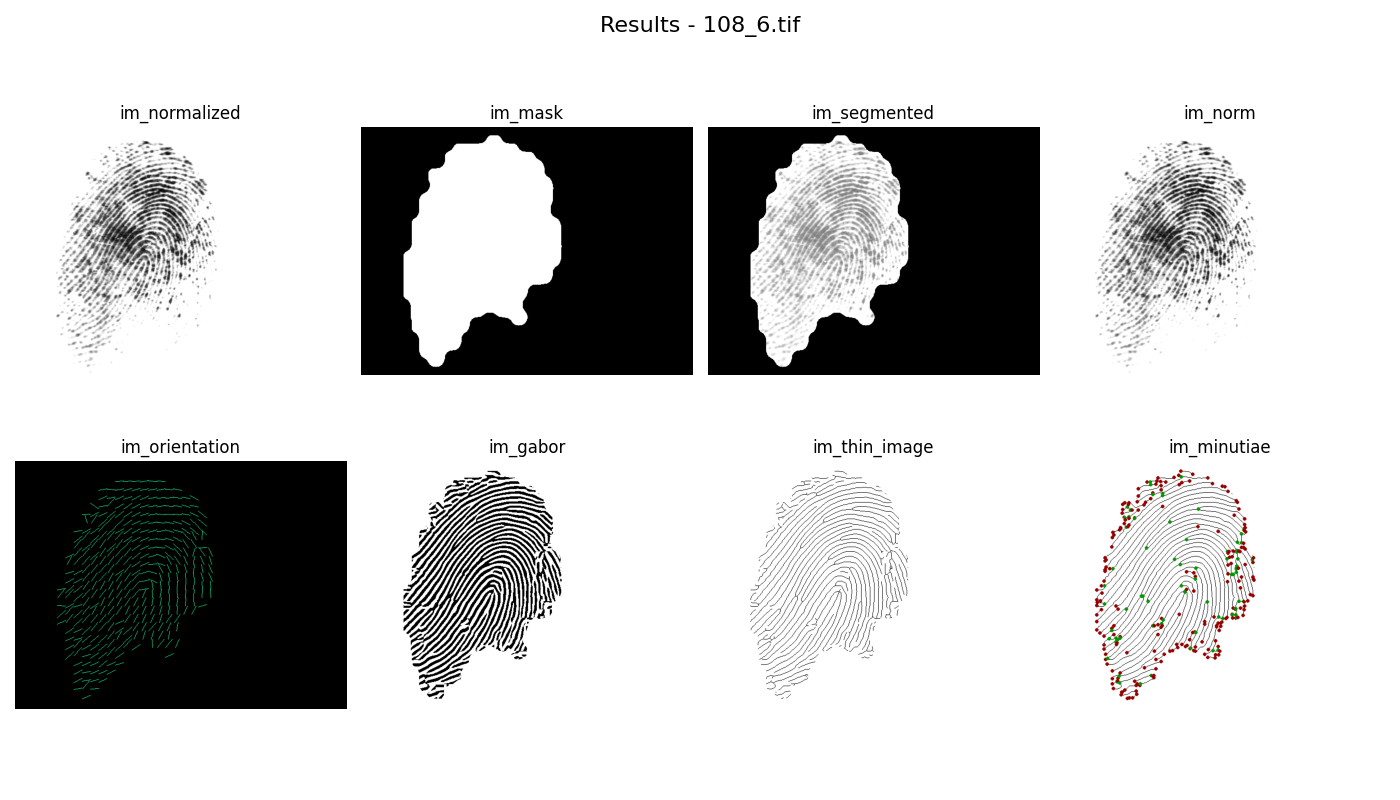 Results - 108_6.tif
im_normalized
im_mask
im_segmented
im_norm
im_orientation
im_gabor
im_thin_image
im_minutiae